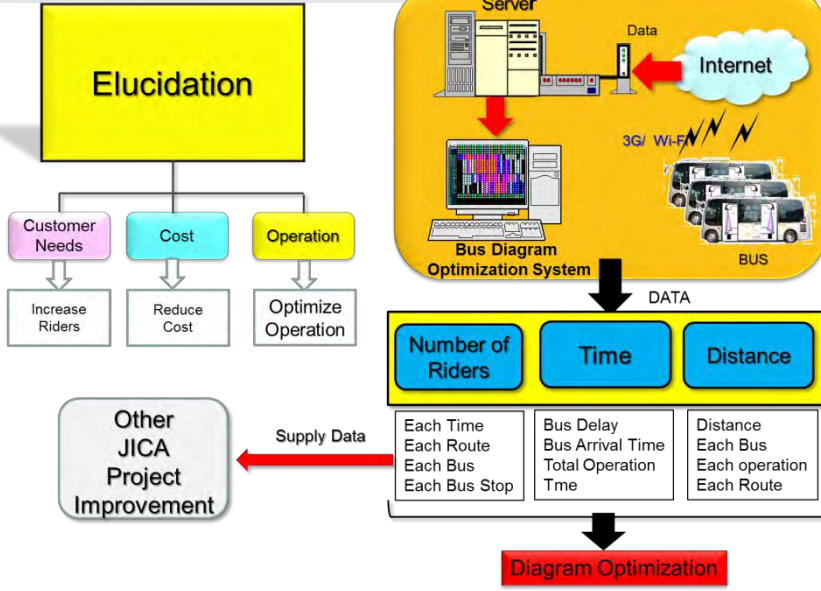 Elucidation
Customer
Needs
Cost
Operation
Increase
Riders
Reduce
Cost
Optimize
Operation
Server
Data
Internet
3G/ Wi-Fi
BUS
Bus Diagram
Optimization System
DATA
Number of
Riders
Time
Distance
Each Time
Each Route
Each Bus
Each Bus Stop
Bus Delay
Bus Arrival Time
Total Operation
Tme
Distance
Each Bus
Each operation
Each Route
Supply Data
Other
JICA
Project
Improvement
Diagram Optimization